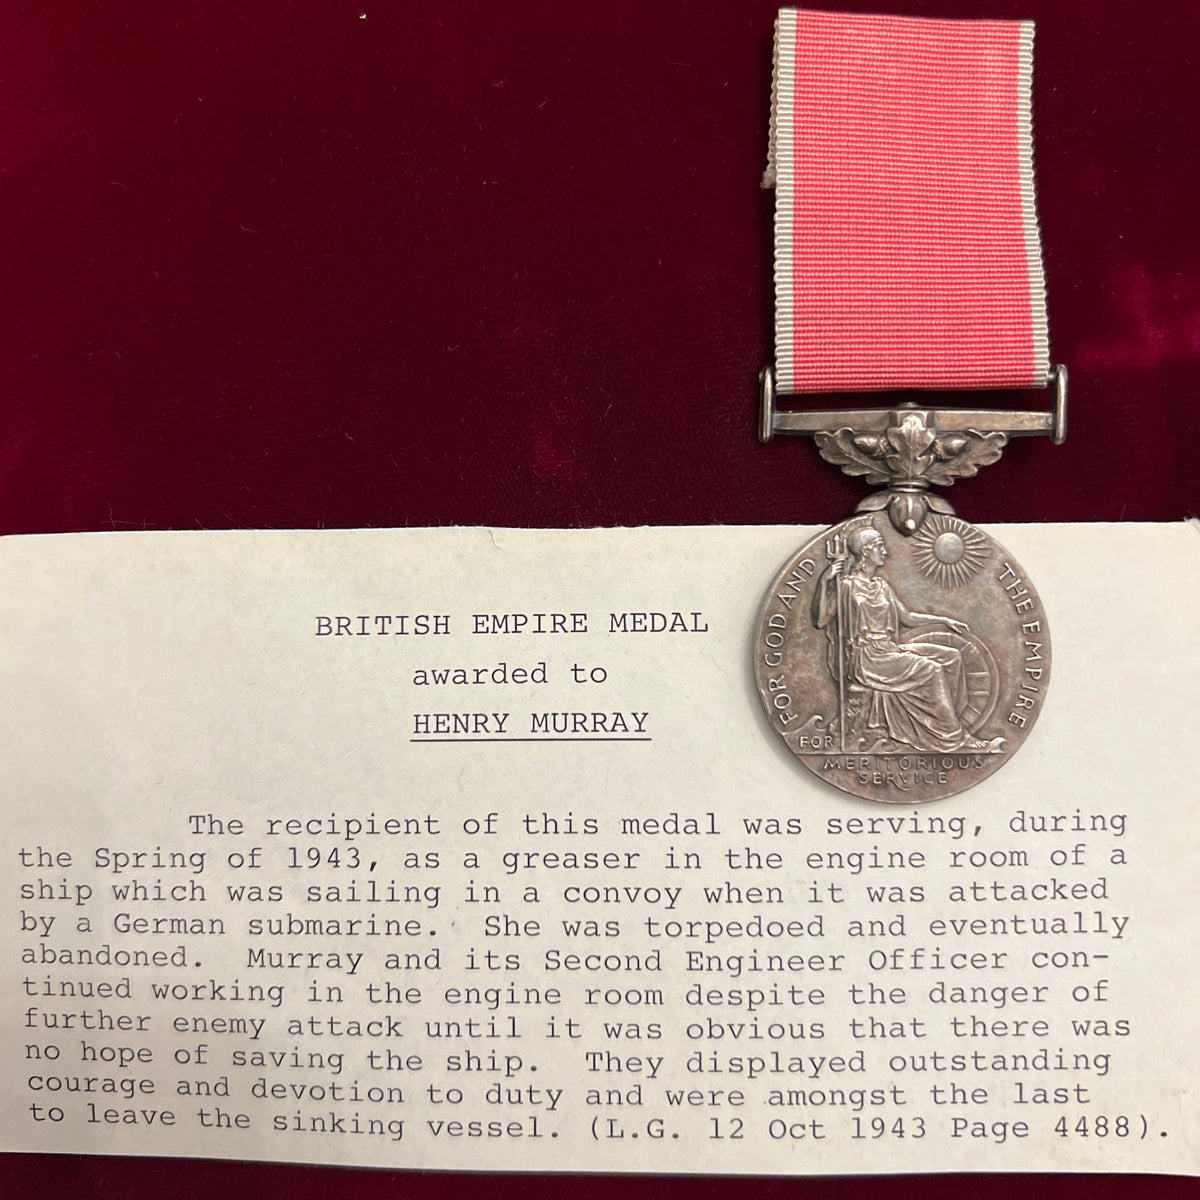 FOR GOD AND THE EMPIRE
FOR
MERITORIOUS
SERVICE
BRITISH EMPIRE MEDAL
awarded to
HENRY MURRAY
The recipient of this medal was serving, during
the Spring of 1943, as a greaser in the engine room of a
ship which was sailing in a convoy when it was attacked
by a German submarine. She was torpedoed and eventually
abandoned. Murray and its Second Engineer Officer con-
tinued working in the engine room despite the danger of
further enemy attack until it was obvious that there was
no hope of saving the ship. They displayed outstanding
courage and devotion to duty and were amongst the last
to leave the sinking vessel. (L.G. 12 Oct 1943 Page 4488).